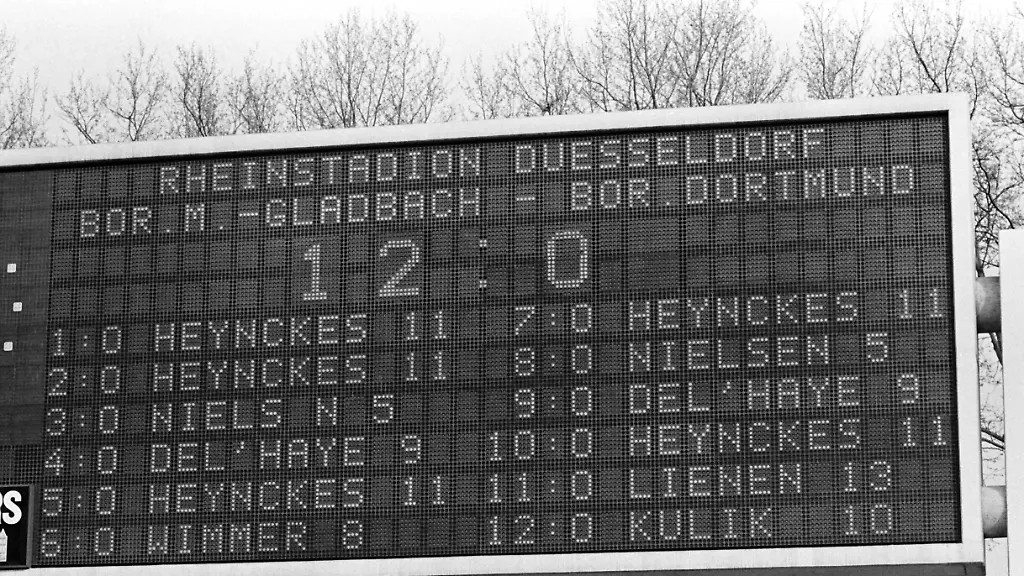 RHEINSTADION DUESSELDORF
BOR.M.-GLADBACH - BOR.DORTMUND
12:0
1:0 HEYNCKES 11
2:0 HEYNCKES 11
3:0 NIELS N 5
4:0 DEL'HAYE 9
5:0 HEYNCKES 11
6:0 WIMMER 8
7:0 HEYNCKES 11
8:0 NIELSEN 5
9:0 DEL'HAYE 9
10:0 HEYNCKES 11
11:0 LIENEN 13
12:0 KULIK 10
RS